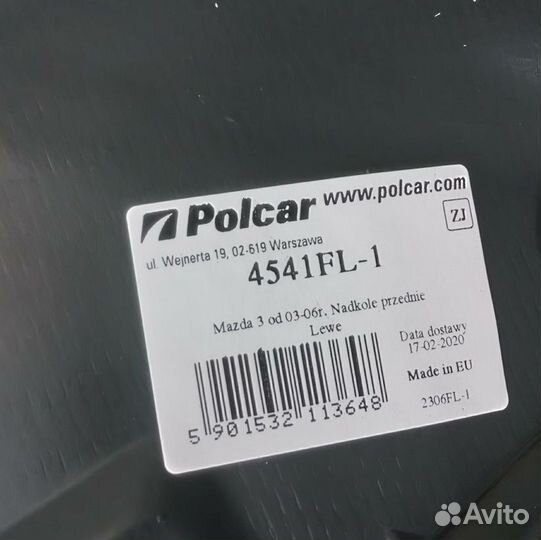 Polcar www.polcar.com
ZJ
ul. Wejnerta 19, 02-619 Warszawa
4541FL-1
Mazda 3 od 03-06r. Nadkole przednie
Lewe
Data dostawy
17-02-2020
Made in EU
2306FL-1
5 901532 113648
Avito